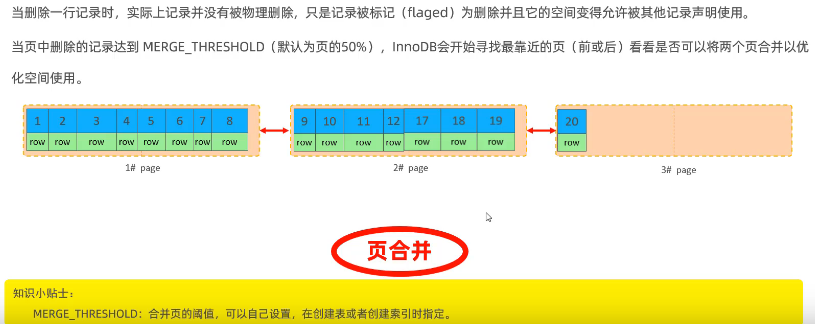 当删除一行记录时，实际上记录并没有被物理删除，只是记录被标记（flaged）为删除并且它的空间变得允许被其他记录声明使用。
当页中删除的记录达到 MERGE_THRESHOLD（默认为页的50%），InnoDB会开始寻找最靠近的页（前或后）看看是否可以将两个页合并以优
化空间使用。
1 2 3 4 5 6 7 8 9 10 11 12 17 18 19 20
row row row row row row row row row row row row row row row row
1# page 2# page 3# page
页合并
知识小贴士：
MERGE_THRESHOLD：合并页的阈值，可以自己设置，在创建表或者创建索引时指定。